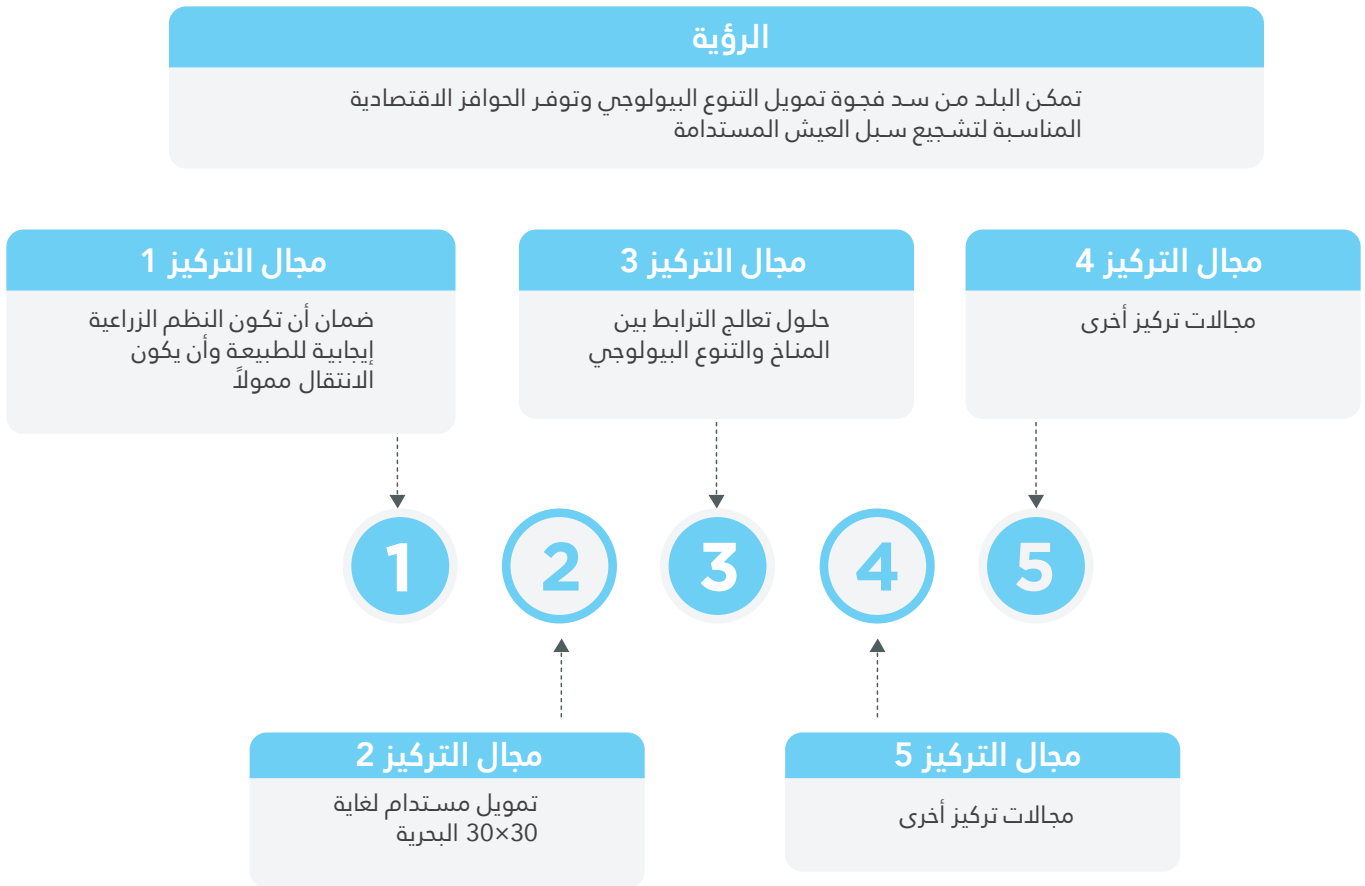 الرؤية
تمكن البلد من سد فجوة تمويل التنوع البيولوجي وتوفر الحوافز الاقتصادية
المناسبة لتشجيع سبل العيش المستدامة
مجال التركيز 1
ضمان أن تكون النظم الزراعية
إيجابية للطبيعة وأن يكون
الانتقال ممولاً
مجال التركيز 3
حلول تعالج الترابط بين
المناخ والتنوع البيولوجي
مجال التركيز 4
مجالات تركيز أخرى
1
2
3
4
5
مجال التركيز 2
تمويل مستدام لغاية
30×30 البحرية
مجال التركيز 5
مجالات تركيز أخرى